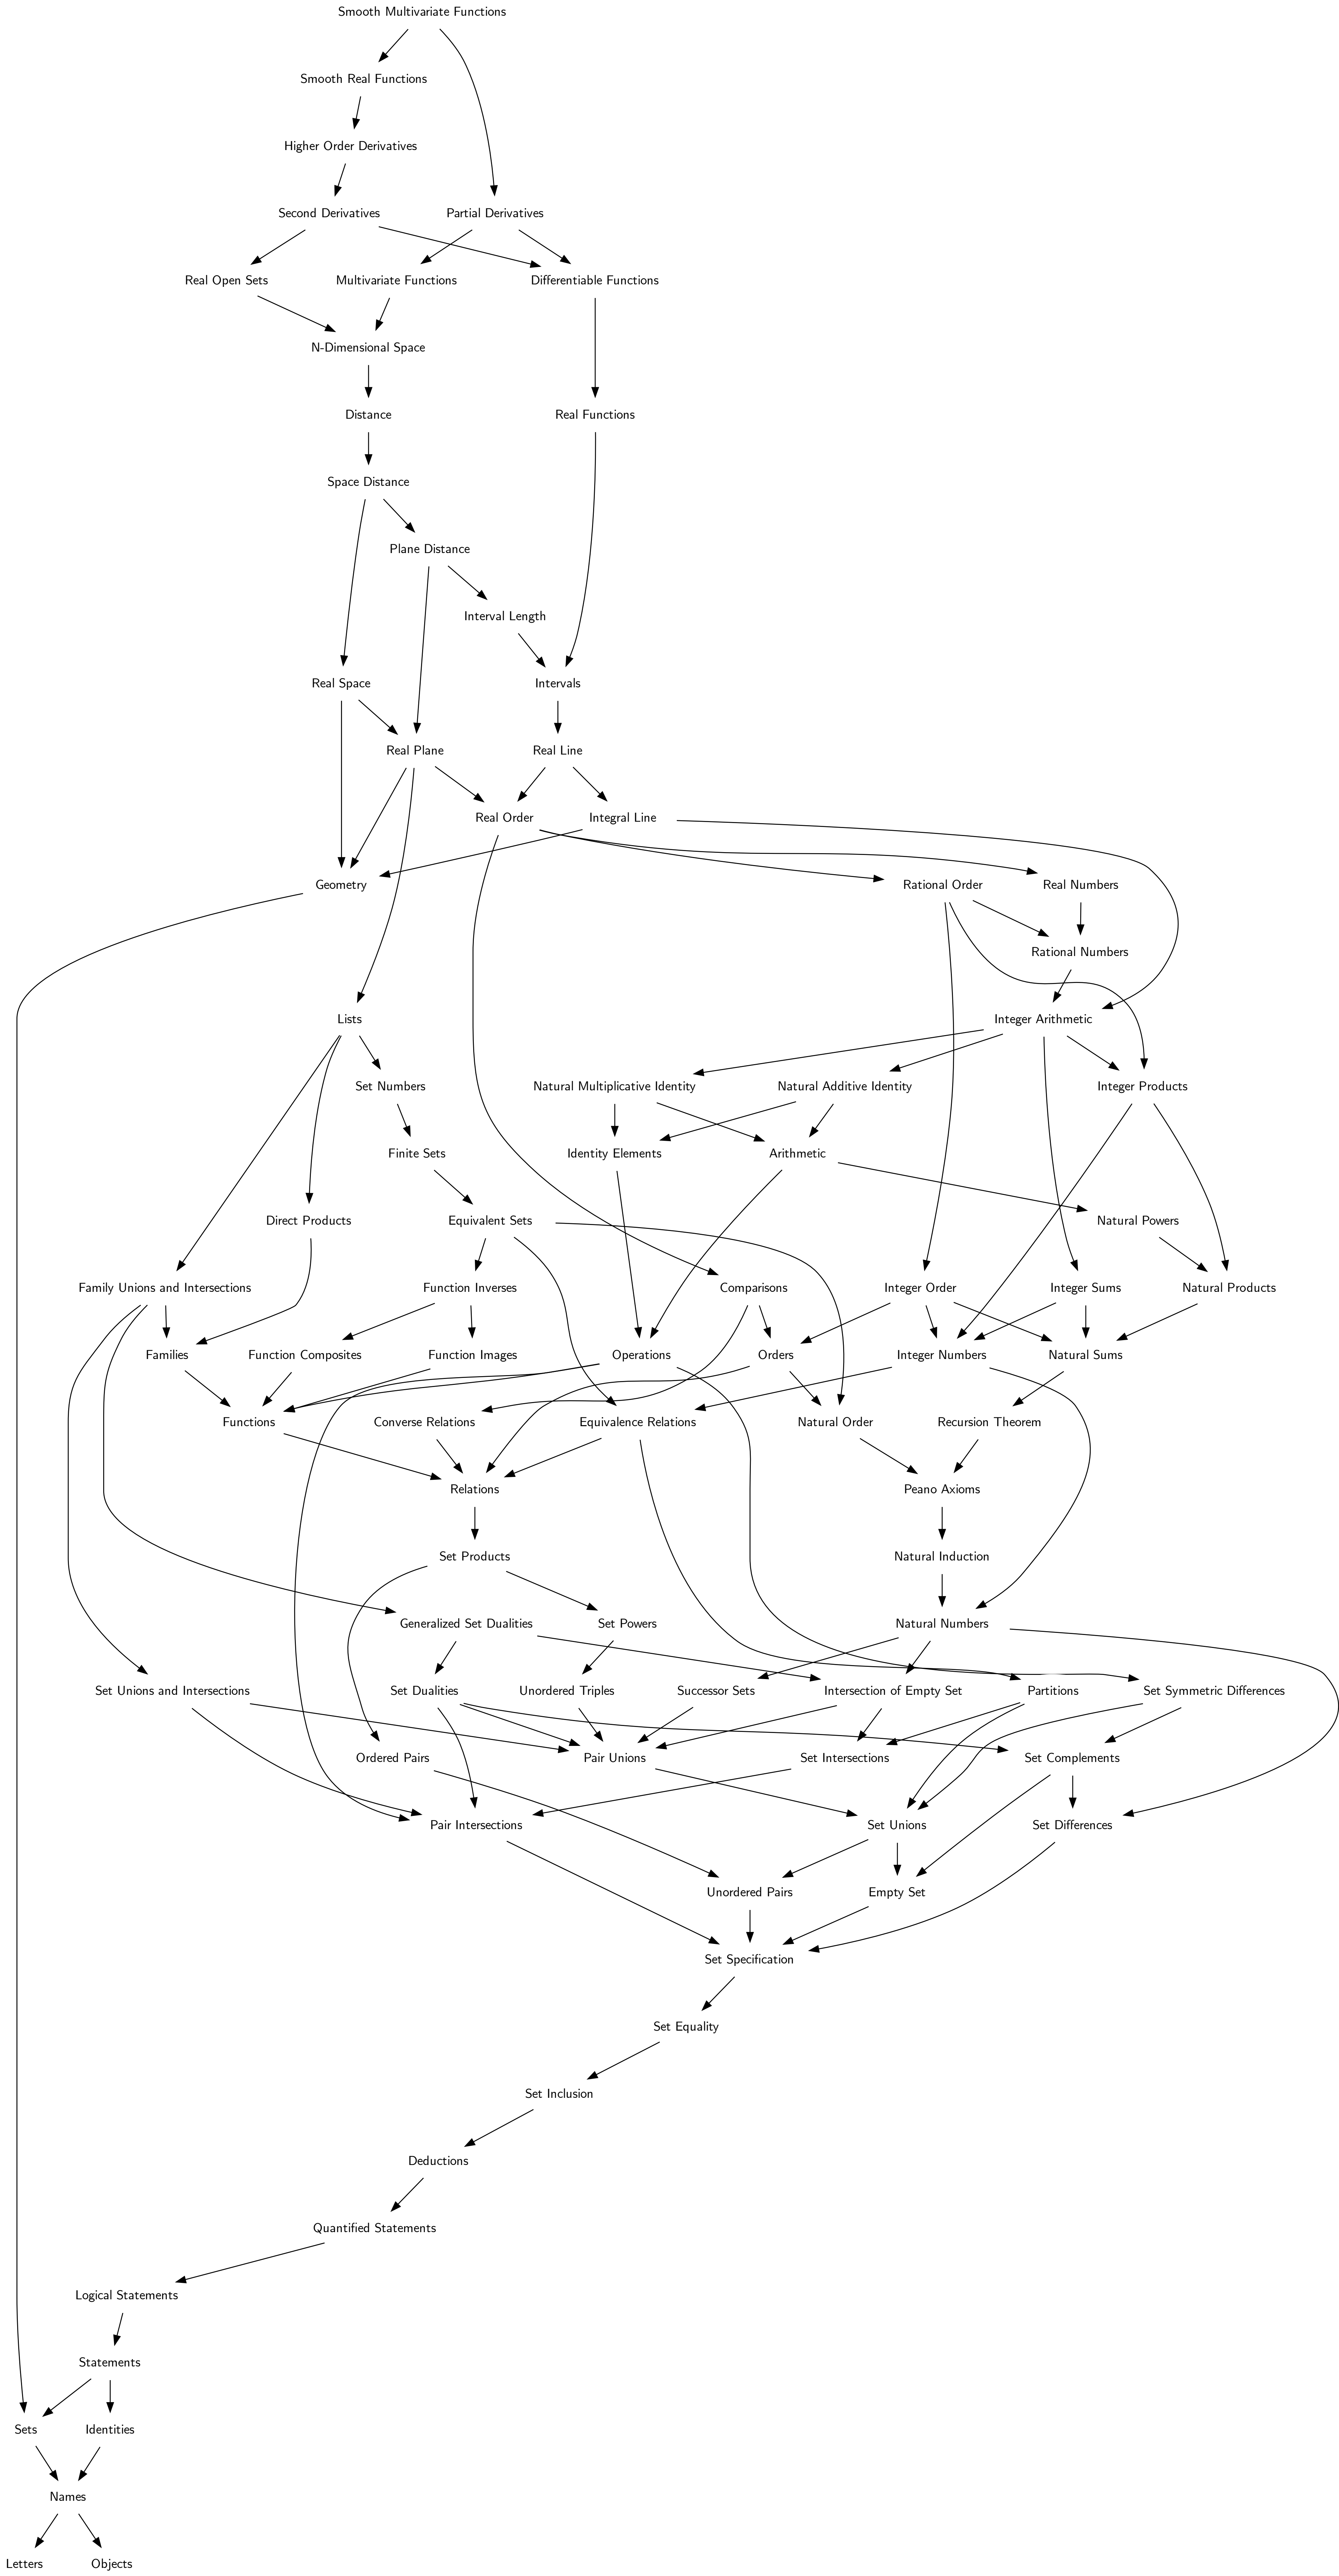 Smooth Multivariate Functions
Smooth Real Functions
Higher Order Derivatives
Second Derivatives
Partial Derivatives
Real Open Sets
Multivariate Functions
Differentiable Functions
N-Dimensional Space
Distance
Real Functions
Space Distance
Plane Distance
Interval Length
Real Space
Intervals
Real Plane
Real Line
Real Order
Integral Line
Geometry
Rational Order
Real Numbers
Rational Numbers
Lists
Integer Arithmetic
Set Numbers
Natural Multiplicative Identity
Natural Additive Identity
Integer Products
Finite Sets
Identity Elements
Arithmetic
Direct Products
Equivalent Sets
Natural Powers
Family Unions and Intersections
Function Inverses
Comparisons
Integer Order
Integer Sums
Natural Products
Families
Function Composites
Function Images
Operations
Orders
Integer Numbers
Natural Sums
Functions
Converse Relations
Equivalence Relations
Natural Order
Recursion Theorem
Relations
Peano Axioms
Set Products
Natural Induction
Generalized Set Dualities
Set Powers
Natural Numbers
Set Unions and Intersections
Set Dualities
Unordered Triples
Successor Sets
Intersection of Empty Set
Partitions
Set Symmetric Differences
Ordered Pairs
Pair Unions
Set Intersections
Set Complements
Pair Intersections
Set Unions
Set Differences
Unordered Pairs
Empty Set
Set Specification
Set Equality
Set Inclusion
Deductions
Quantified Statements
Logical Statements
Statements
Sets
Identities
Names
Letters
Objects